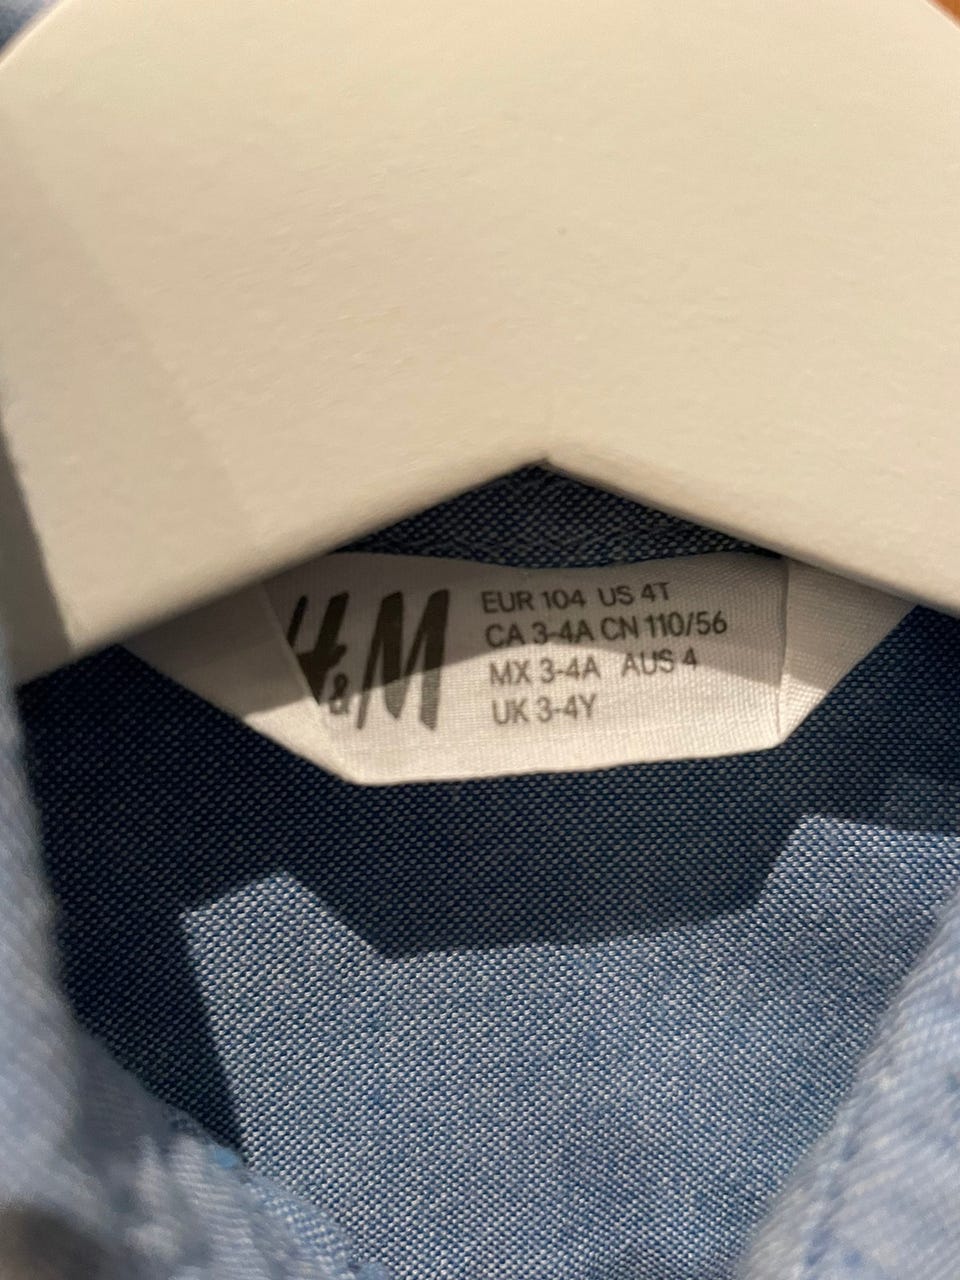 H&M
EUR 104 US 4T
CA 3-4A CN 110/56
MX 3-4A AUS 4
UK 3-4Y